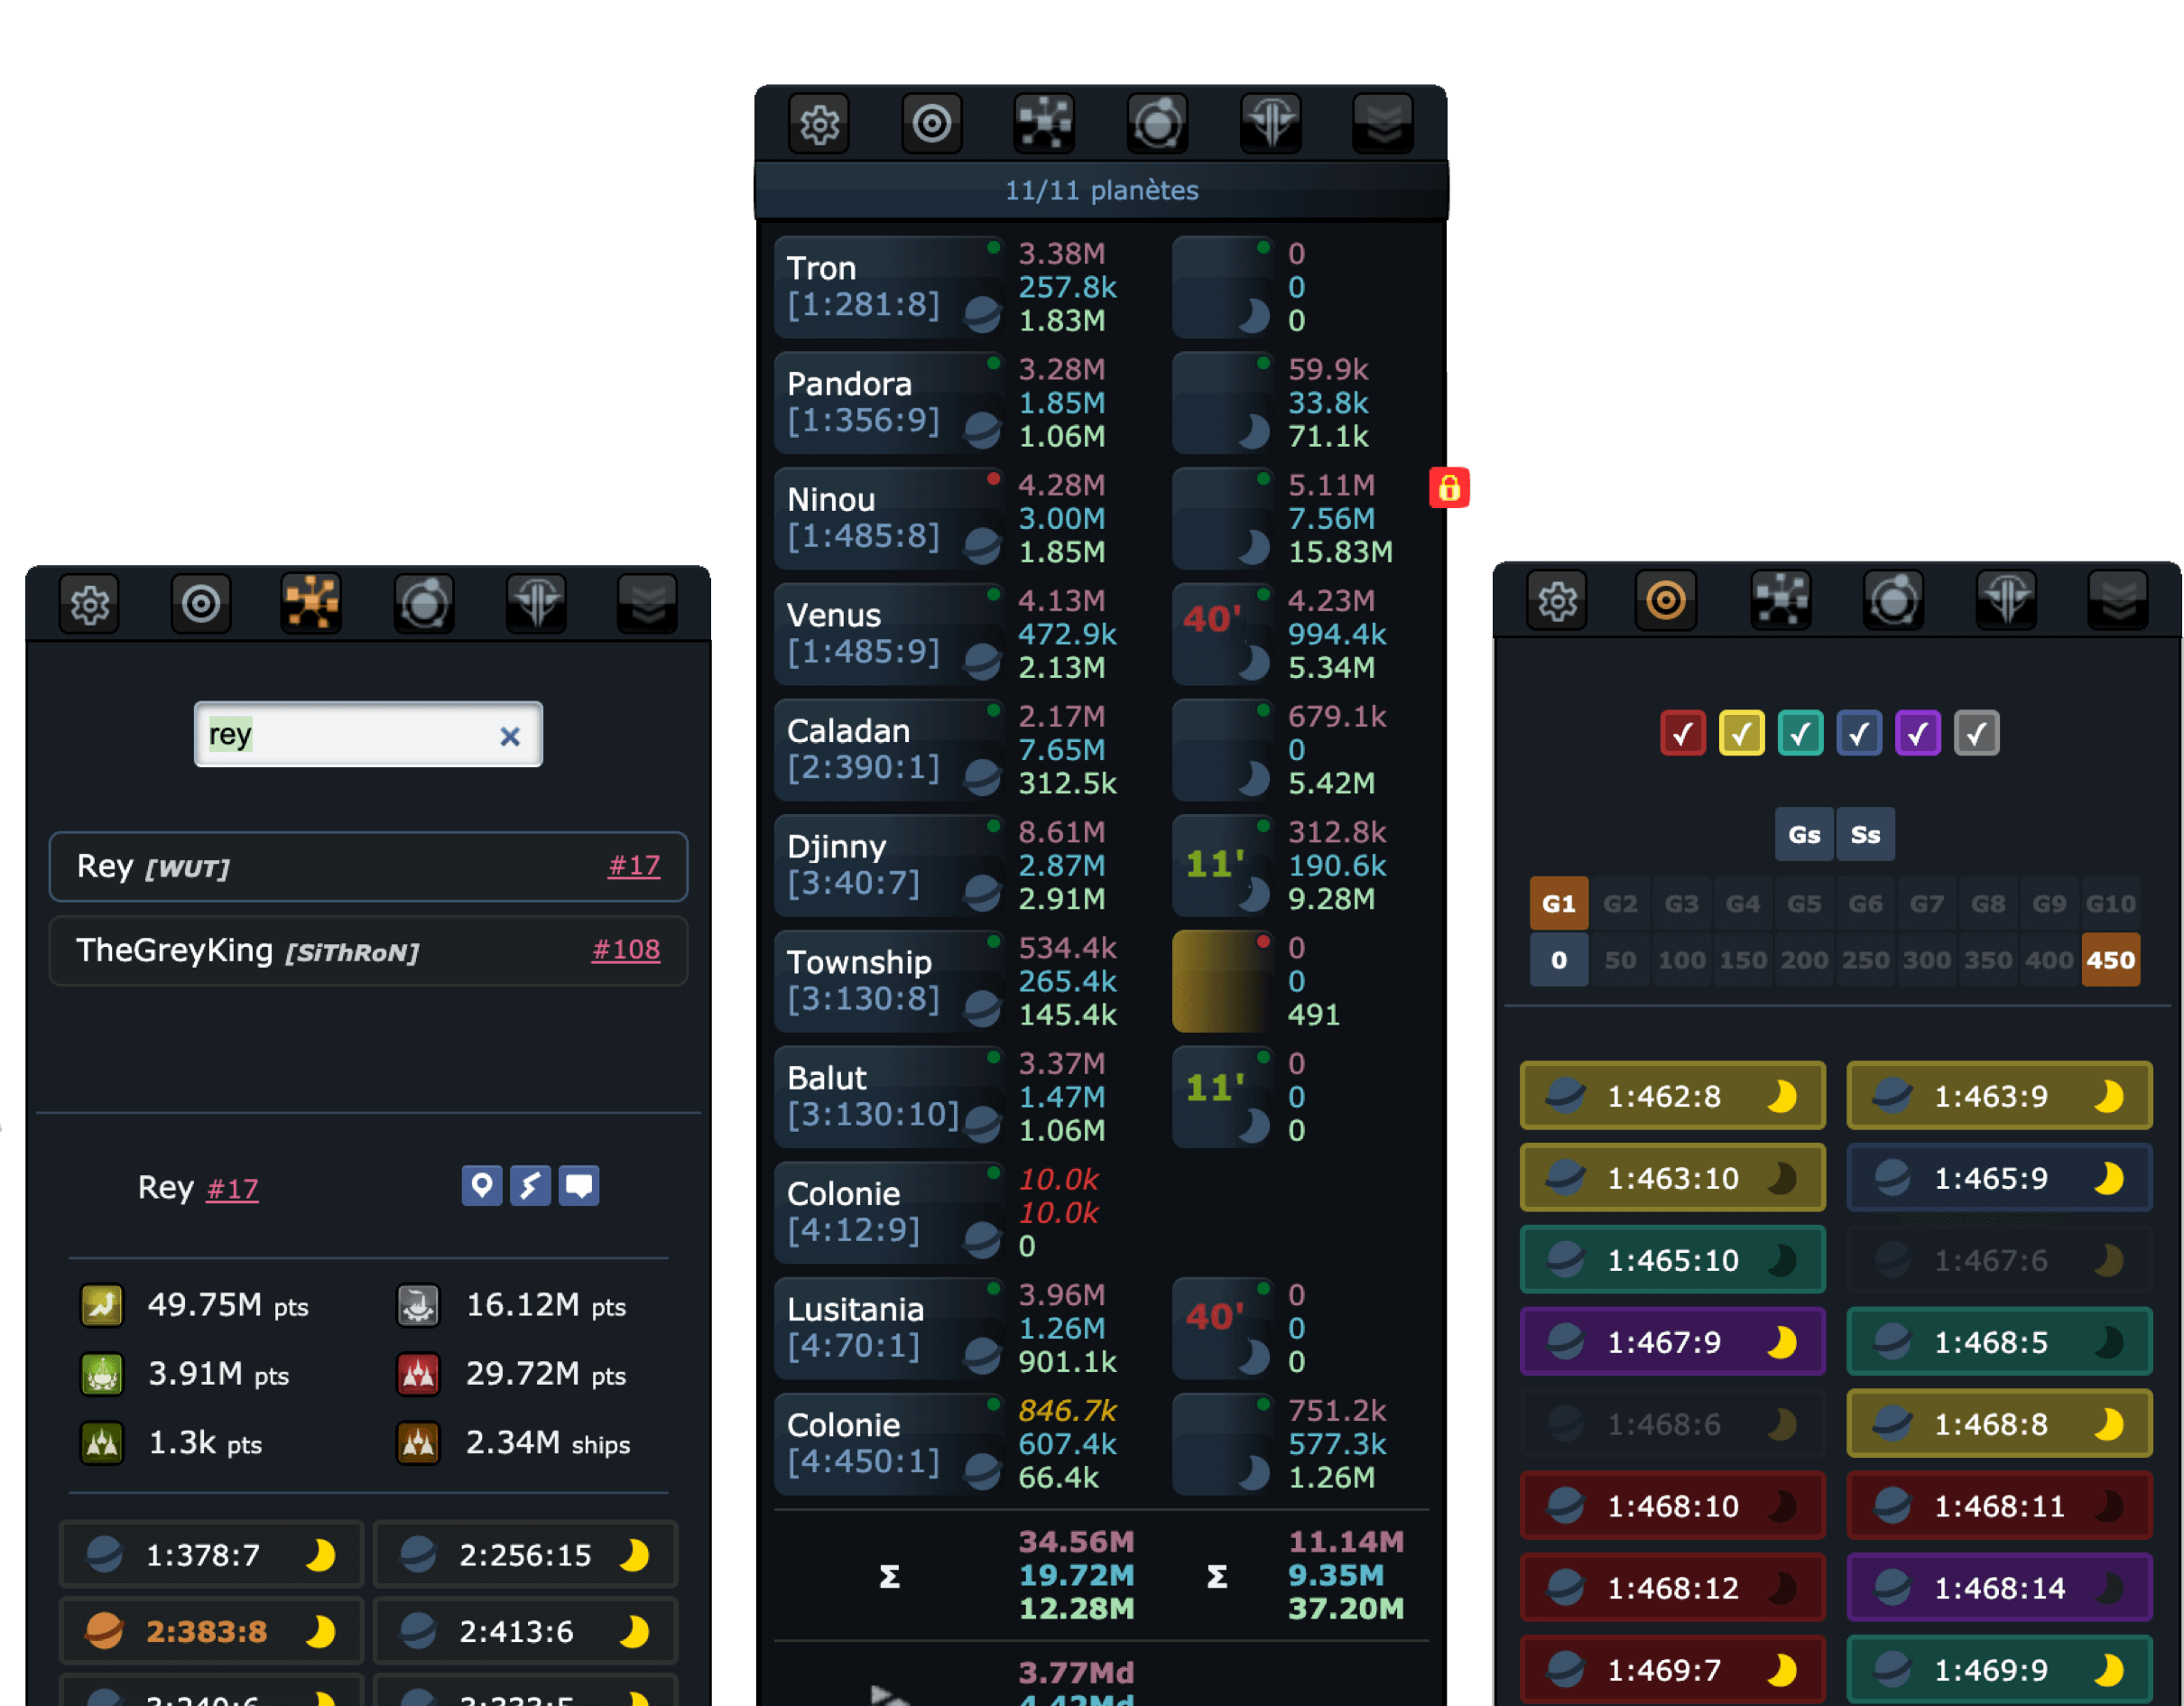 rey
Rey [WUT] #17
TheGreyKing [SiThRoN] #108
Rey #17
49.75M pts 16.12M pts
3.91M pts 29.72M pts
1.3k pts 2.34M ships
1:378:7 2:256:15
2:383:8 2:413:6
11/11 planètes
Tron 3.38M 0
[1:281:8] 257.8k 0
1.83M 0
Pandora 3.28M 59.9k
[1:356:9] 1.85M 33.8k
1.06M 71.1k
Ninou 4.28M 5.11M
[1:485:8] 3.00M 7.56M
1.85M 15.83M
Venus 4.13M 40' 4.23M
[1:485:9] 472.9k 994.4k
2.13M 5.34M
Caladan 2.17M 679.1k
[2:390:1] 7.65M 0
312.5k 5.42M
Djinny 8.61M 11' 312.8k
[3:40:7] 2.87M 190.6k
2.91M 9.28M
Township 534.4k 0
[3:130:8] 265.4k 0
145.4k 491
Balut 3.37M 11' 0
[3:130:10] 1.47M 0
1.06M 0
Colonie 10.0k
[4:12:9] 10.0k
0
Lusitania 3.96M 40' 0
[4:70:1] 1.26M 0
901.1k 0
Colonie 846.7k 751.2k
[4:450:1] 607.4k 577.3k
66.4k 1.26M
34.56M 11.14M
Σ 19.72M Σ 9.35M
12.28M 37.20M
3.77Md
4.42Md
Gs Ss
G1 G2 G3 G4 G5 G6 G7 G8 G9 G10
0 50 100 150 200 250 300 350 400 450
1:462:8 1:463:9
1:463:10 1:465:9
1:465:10 1:467:6
1:467:9 1:468:5
1:468:6 1:468:8
1:468:10 1:468:11
1:468:12 1:468:14
1:469:7 1:469:9